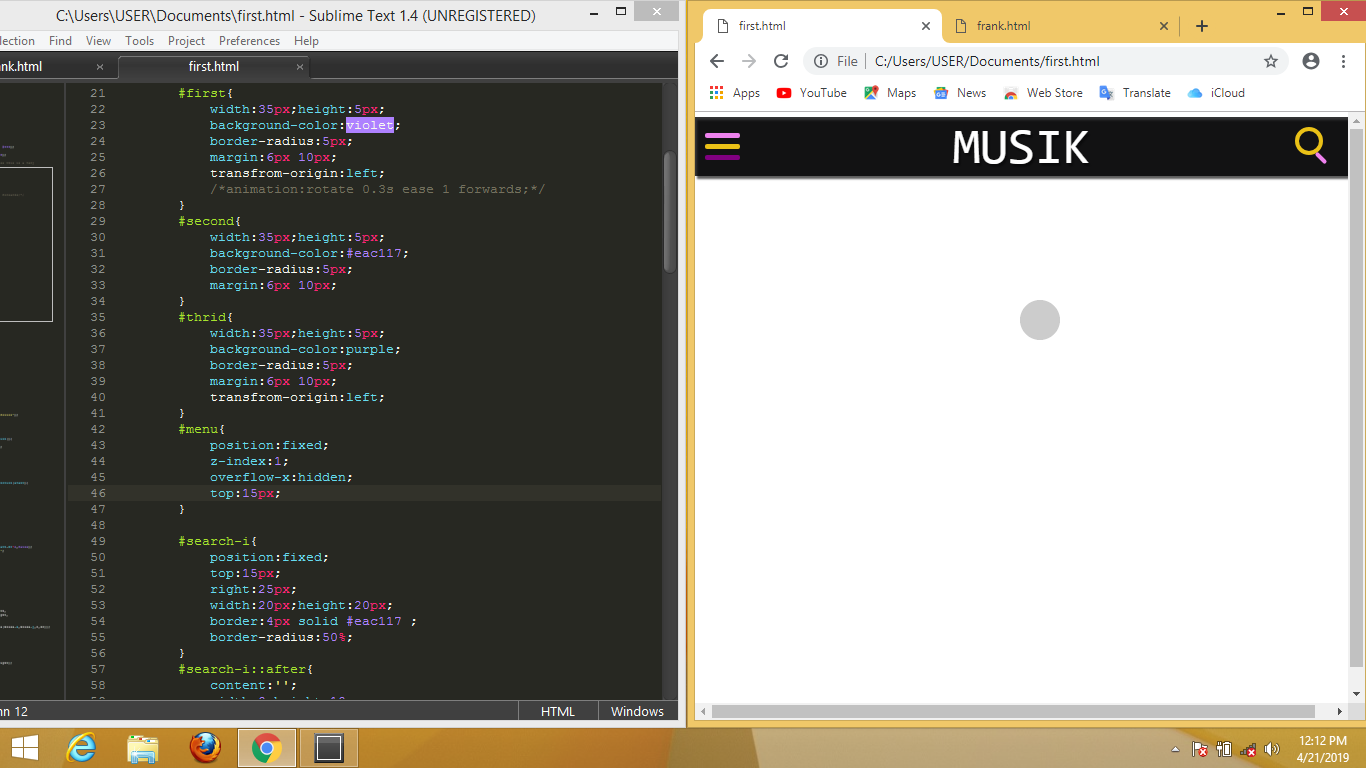 C:\Users\USER\Documents\first.html - Sublime Text 1.4 (UNREGISTERED)
lection Find View Tools Project Preferences Help
nk.html first.html
21 #first{
22 width:35px;height:5px;
23 background-color:violet;
24 border-radius:5px;
25 margin:6px 10px;
26 transfrom-origin:left;
27 /*animation:rotate 0.3s ease 1 forwards;*/
28 }
29 #second{
30 width:35px;height:5px;
31 background-color:#eac117;
32 border-radius:5px;
33 margin:6px 10px;
34 }
35 #thrid{
36 width:35px;height:5px;
37 background-color:purple;
38 border-radius:5px;
39 margin:6px 10px;
40 transfrom-origin:left;
41 }
42 #menu{
43 position:fixed;
44 z-index:1;
45 overflow-x:hidden;
46 top:15px;
47 }
48
49 #search-i{
50 position:fixed;
51 top:15px;
52 right:25px;
53 width:20px;height:20px;
54 border:4px solid #eac117 ;
55 border-radius:50%;
56 }
57 #search-i::after{
58 content:'';
mn 12 HTML Windows
first.html frank.html
File C:/Users/USER/Documents/first.html
Apps YouTube Maps News Web Store Translate iCloud
MUSIK
12:12 PM
4/21/2019